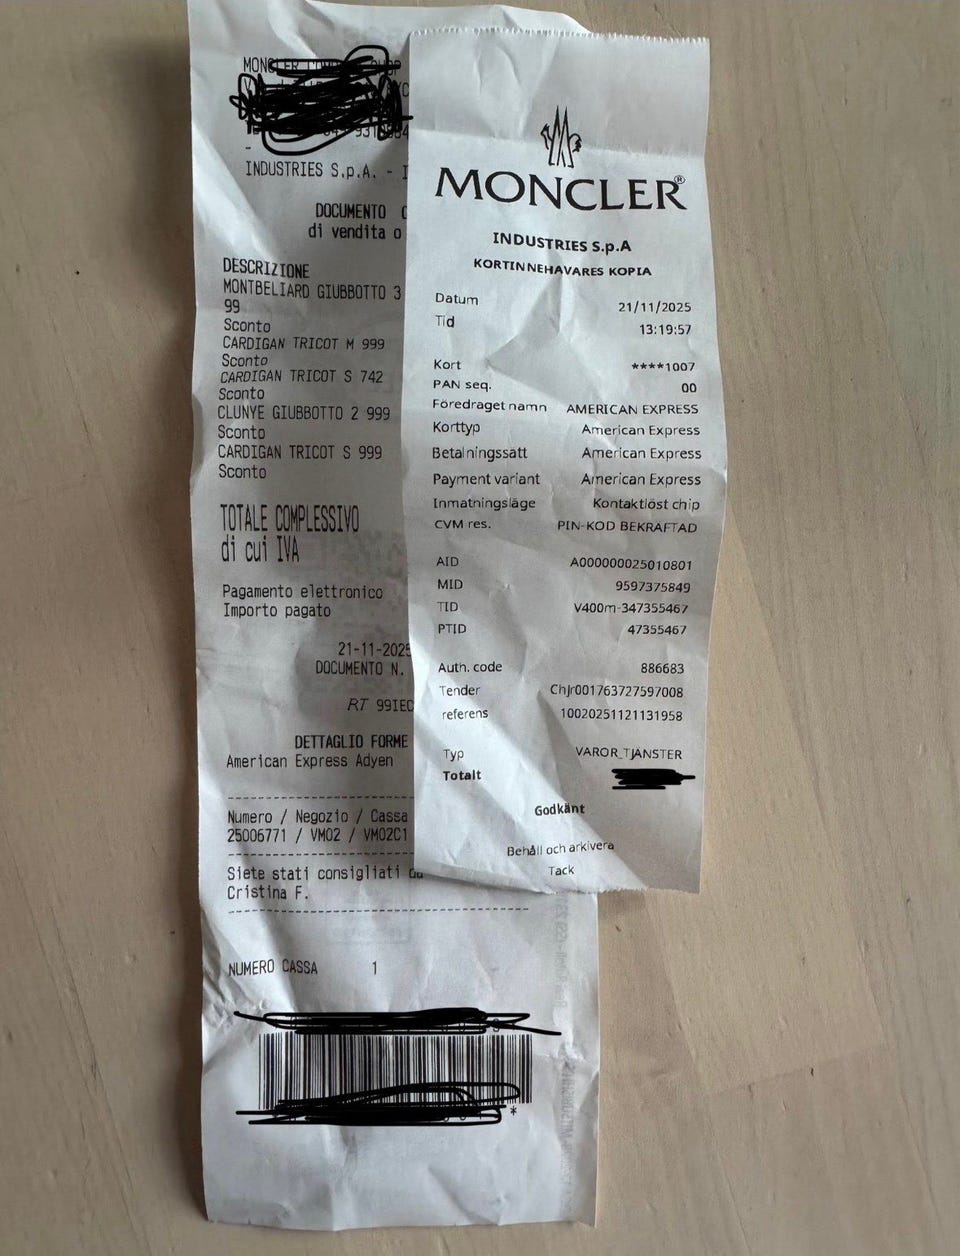 MONCLER
INDUSTRIES S.p.A. - I
DOCUMENTO C
di vendita o
DESCRIZIONE
MONTBELIARD GIUBBOTTO 3
99
Sconto
CARDIGAN TRICOT M 999
Sconto
CARDIGAN TRICOT S 742
Sconto
CLUNYE GIUBBOTTO 2 999
Sconto
CARDIGAN TRICOT S 999
Sconto
TOTALE COMPLESSIVO
di cui IVA
Pagamento elettronico
Importo pagato
21-11-2025
DOCUMENTO N.
RT 99IEC
DETTAGLIO FORME
American Express Adyen
Numero / Negozio / Cassa
25006771 / VM02 / VM02C1
Siete stati consigliati da
Cristina F.
NUMERO CASSA 1
*
MONCLER®
INDUSTRIES S.p.A
KORTINNEHAVARES KOPIA
Datum 21/11/2025
Tid 13:19:57
Kort ****1007
PAN seq. 00
Föredraget namn AMERICAN EXPRESS
Korttyp American Express
Betalningssätt American Express
Payment variant American Express
Inmatningsläge Kontaktlöst chip
CVM res. PIN-KOD BEKRÄFTAD
AID A000000025010801
MID 9597375849
TID V400m-347355467
PTID 47355467
Auth. code 886683
Tender ChJr001763727597008
referens 10020251121131958
Typ VAROR_TJÄNSTER
Totalt
Godkänt
Behåll och arkivera
Tack